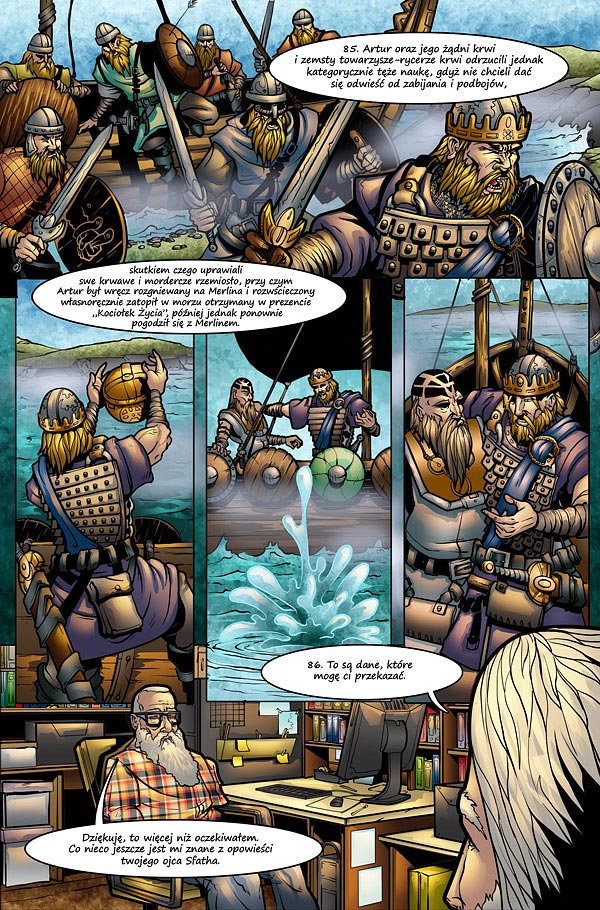 85. Artur oraz jego żądni krwi
i zemsty towarzysze-rycerze krwi odrzucili jednak
kategorycznie tęże naukę, gdyż nie chcieli dać
się odwieść od zabijania i podbojów,
skutkiem czego uprawiali
swe krwawe i mordercze rzemiosło, przy czym
Artur był wręcz rozgniewany na Merlina i rozwścieczony
własnoręcznie zatopił w morzu otrzymany w prezencie
„Kociołek Życia”, później jednak ponownie
pogodził się z Merlinem.
86. To są dane, które
mogę ci przekazać.
Dziękuję, to więcej niż oczekiwałem.
Co nieco jeszcze jest mi znane z opowieści
twojego ojca Sfatha.